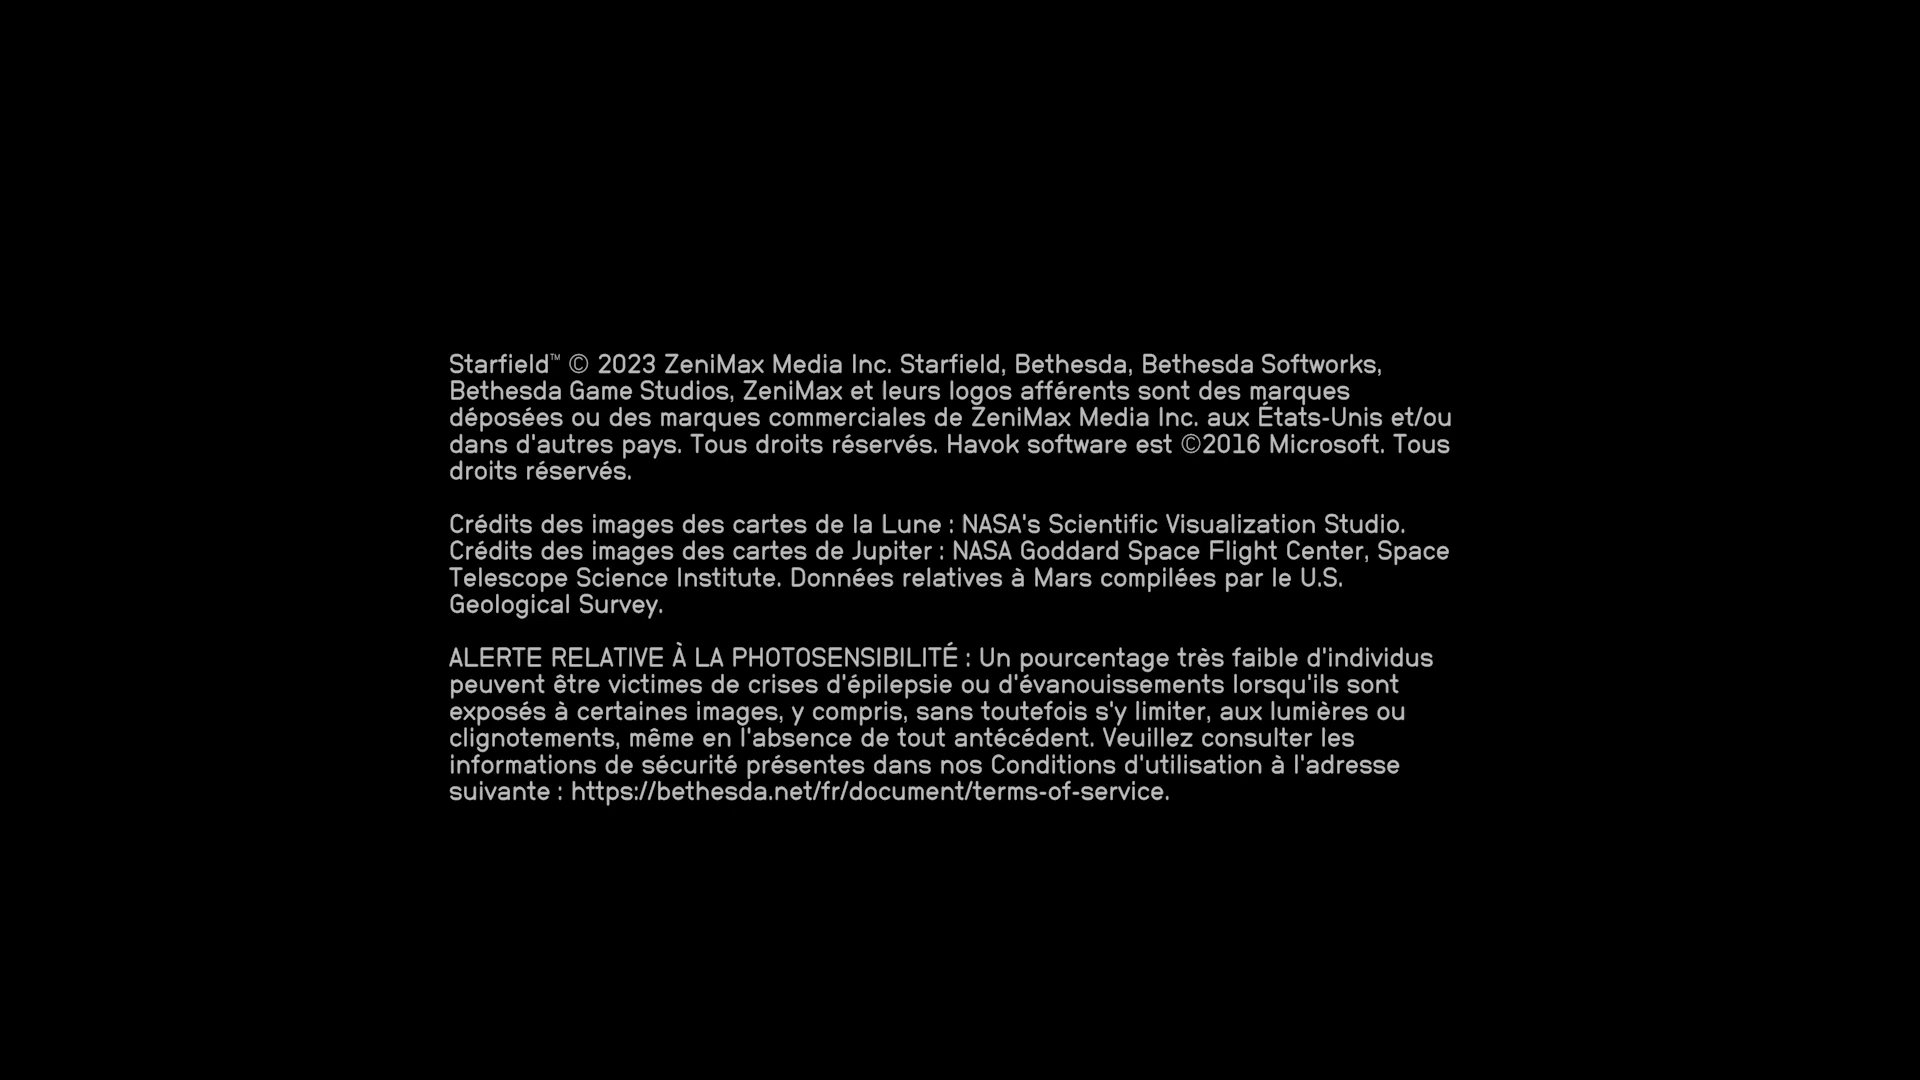 Starfield™ © 2023 ZeniMax Media Inc. Starfield, Bethesda, Bethesda Softworks,
Bethesda Game Studios, ZeniMax et leurs logos afférents sont des marques
déposées ou des marques commerciales de ZeniMax Media Inc. aux États-Unis et/ou
dans d'autres pays. Tous droits réservés. Havok software est ©2016 Microsoft. Tous
droits réservés.
Crédits des images des cartes de la Lune : NASA's Scientific Visualization Studio.
Crédits des images des cartes de Jupiter : NASA Goddard Space Flight Center, Space
Telescope Science Institute. Données relatives à Mars compilées par le U.S.
Geological Survey.
ALERTE RELATIVE À LA PHOTOSENSIBILITÉ : Un pourcentage très faible d'individus
peuvent être victimes de crises d'épilepsie ou d'évanouissements lorsqu'ils sont
exposés à certaines images, y compris, sans toutefois s'y limiter, aux lumières ou
clignotements, même en l'absence de tout antécédent. Veuillez consulter les
informations de sécurité présentes dans nos Conditions d'utilisation à l'adresse
suivante : https://bethesda.net/fr/document/terms-of-service.